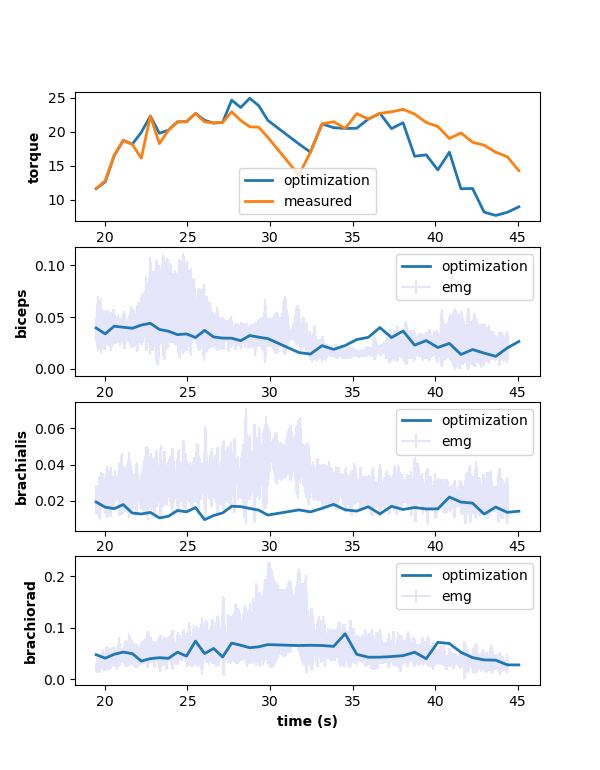 25
20
15
10
torque
optimization
measured
20 25 30 35 40 45
0.10
0.05
0.00
biceps
optimization
emg
20 25 30 35 40 45
0.06
0.04
0.02
brachialis
optimization
emg
20 25 30 35 40 45
0.2
0.1
0.0
brachiorad
optimization
emg
20 25 30 35 40 45
time (s)